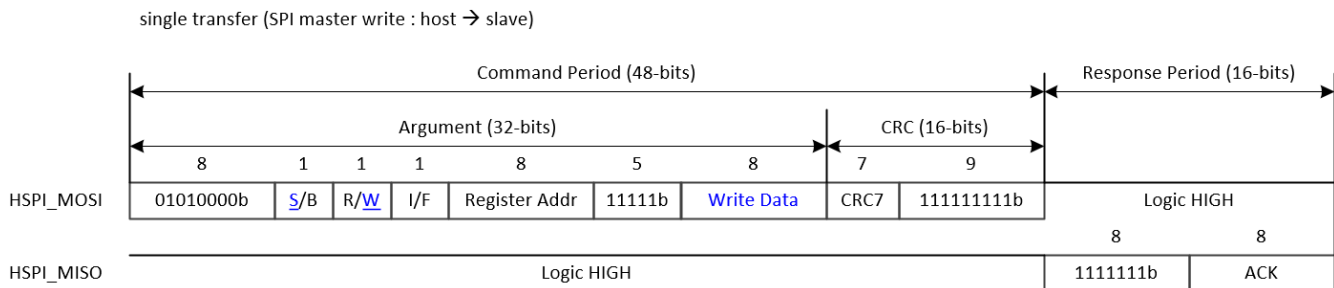 single transfer (SPI master write : host → slave)
Command Period (48-bits) Response Period (16-bits)
Argument (32-bits) CRC (16-bits)
8 1 1 1 8 5 8 7 9
HSPI_MOSI 01010000b S/B R/W I/F Register Addr 11111b Write Data CRC7 111111111b Logic HIGH
8 8
HSPI_MISO Logic HIGH 1111111b ACK